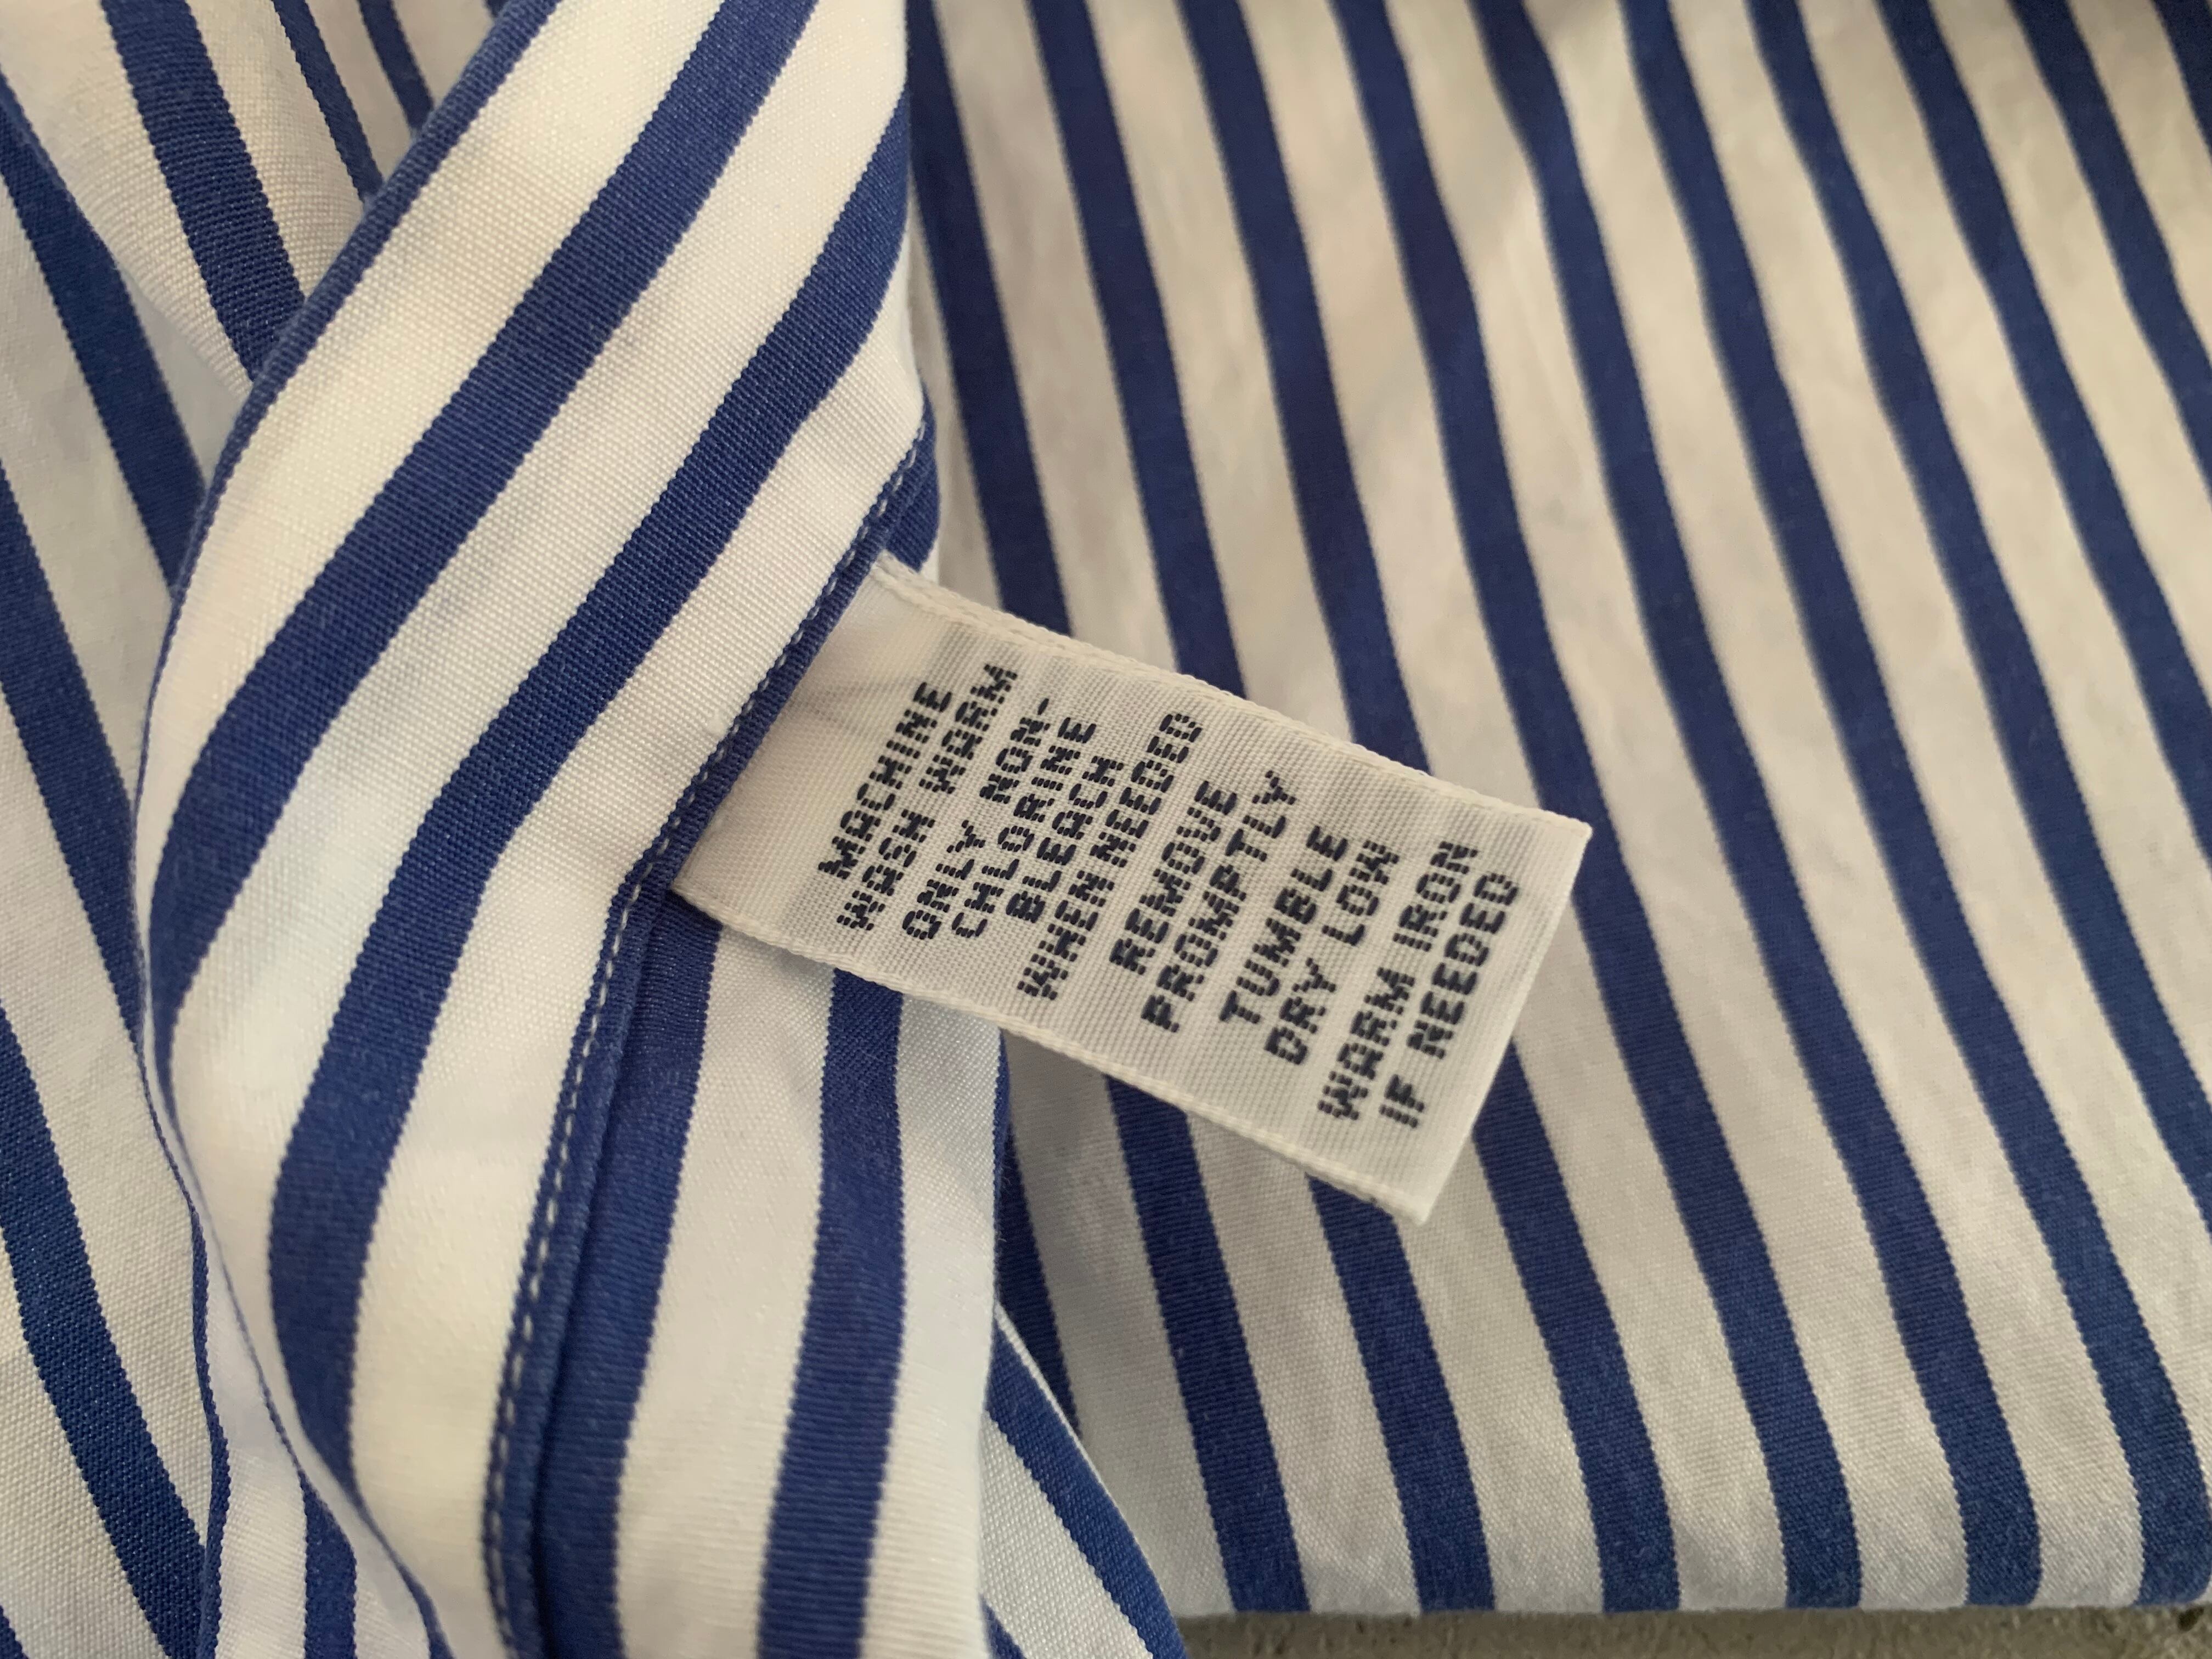 MACHINE
WASH WARM
ONLY NON-
CHLORINE
BLEACH
WHEN NEEDED
REMOVE
PROMPTLY
TUMBLE
DRY LOW
WARM IRON
IF NEEDED